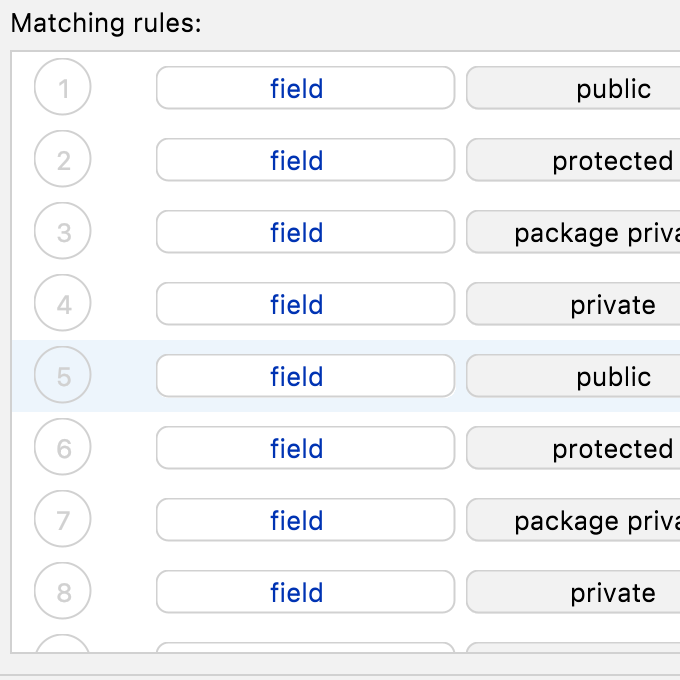 Matching rules:
1 field public
2 field protected
3 field package priva
4 field private
5 field public
6 field protected
7 field package priva
8 field private